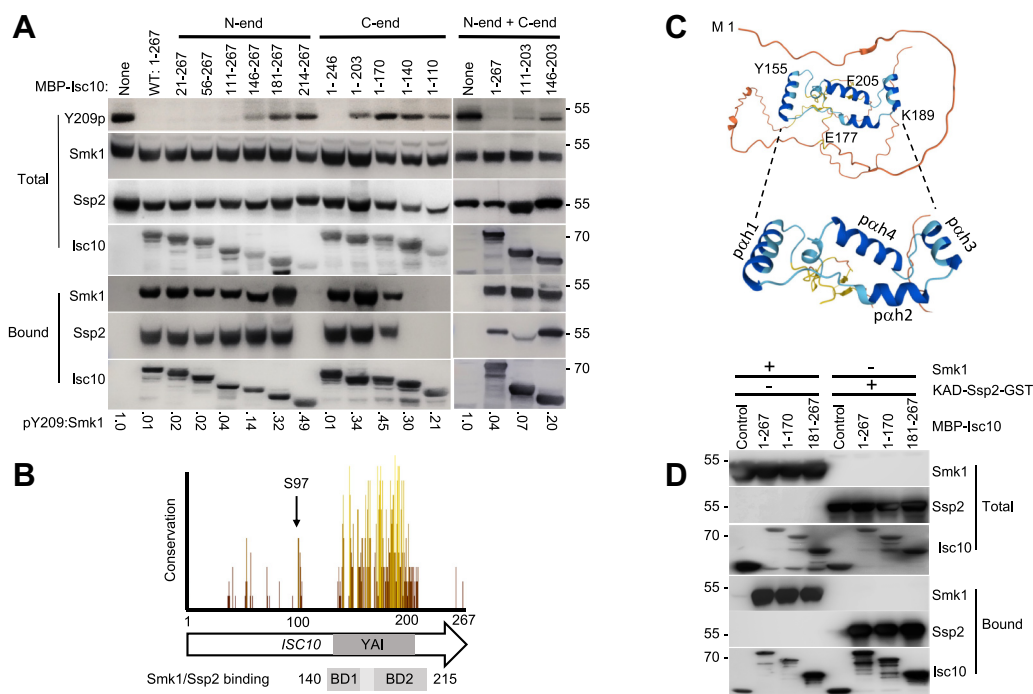 A
N-end
C-end
N-end + C-end
MBP-Isc10:
None
WT: 1-267
21-267
56-267
111-267
146-267
181-267
214-267
1-246
1-203
1-170
1-140
1-110
None
1-267
111-203
146-203
Total
Y209p
Smk1
Ssp2
Isc10
55
55
55
70
Bound
Smk1
Ssp2
Isc10
55
55
70
pY209:Smk1
1.0 .01 .02 .02 .04 .14 .32 .49 .01 .34 .45 .30 .21 1.0 .04 .07 .20
B
Conservation
S97
1 100 200 267
ISC10 YAI
Smk1/Ssp2 binding 140 BD1 BD2 215
C
M 1
Y155
F205
K189
E177
pαh1
pαh4
pαh3
pαh2
D
+ - Smk1
- + KAD-Ssp2-GST
Control
1-267
1-170
181-267
Control
1-267
1-170
181-267
MBP-Isc10
55
Smk1
55
Ssp2
70
Isc10
Total
55
Smk1
55
Ssp2
70
Isc10
Bound